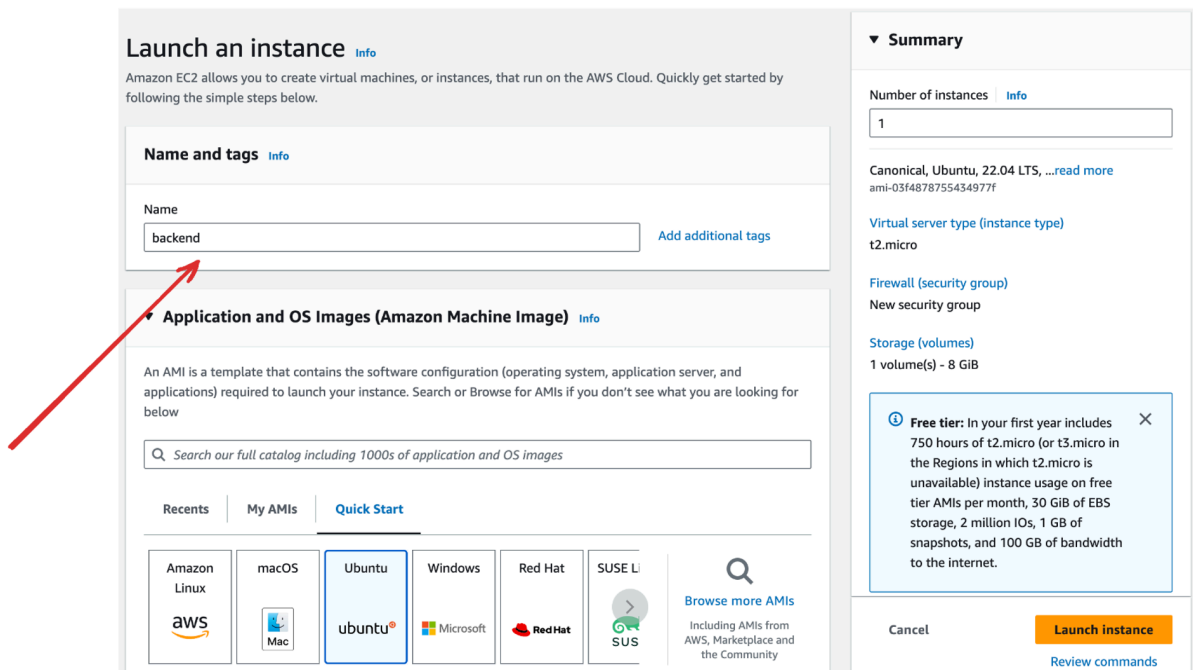 Launch an instance Info
Amazon EC2 allows you to create virtual machines, or instances, that run on the AWS Cloud. Quickly get started by
following the simple steps below.
Name and tags Info
Name
backend
Add additional tags
Application and OS Images (Amazon Machine Image) Info
An AMI is a template that contains the software configuration (operating system, application server, and
applications) required to launch your instance. Search or Browse for AMIs if you don't see what you are looking for
below
Search our full catalog including 1000s of application and OS images
Recents
My AMIs
Quick Start
Amazon
Linux
aws
macOS
Mac
Ubuntu
ubuntu
Windows
Microsoft
Red Hat
Red Hat
SUSE Li
SUS
Browse more AMIs
Including AMIs from
AWS, Marketplace and
the Community
Summary
Number of instances Info
1
Canonical, Ubuntu, 22.04 LTS, ...read more
ami-03f4878755434977f
Virtual server type (instance type)
t2.micro
Firewall (security group)
New security group
Storage (volumes)
1 volume(s) - 8 GiB
Free tier: In your first year includes
750 hours of t2.micro (or t3.micro in
the Regions in which t2.micro is
unavailable) instance usage on free
tier AMIs per month, 30 GiB of EBS
storage, 2 million IOs, 1 GB of
snapshots, and 100 GB of bandwidth
to the internet.
Cancel
Launch instance
Review commands